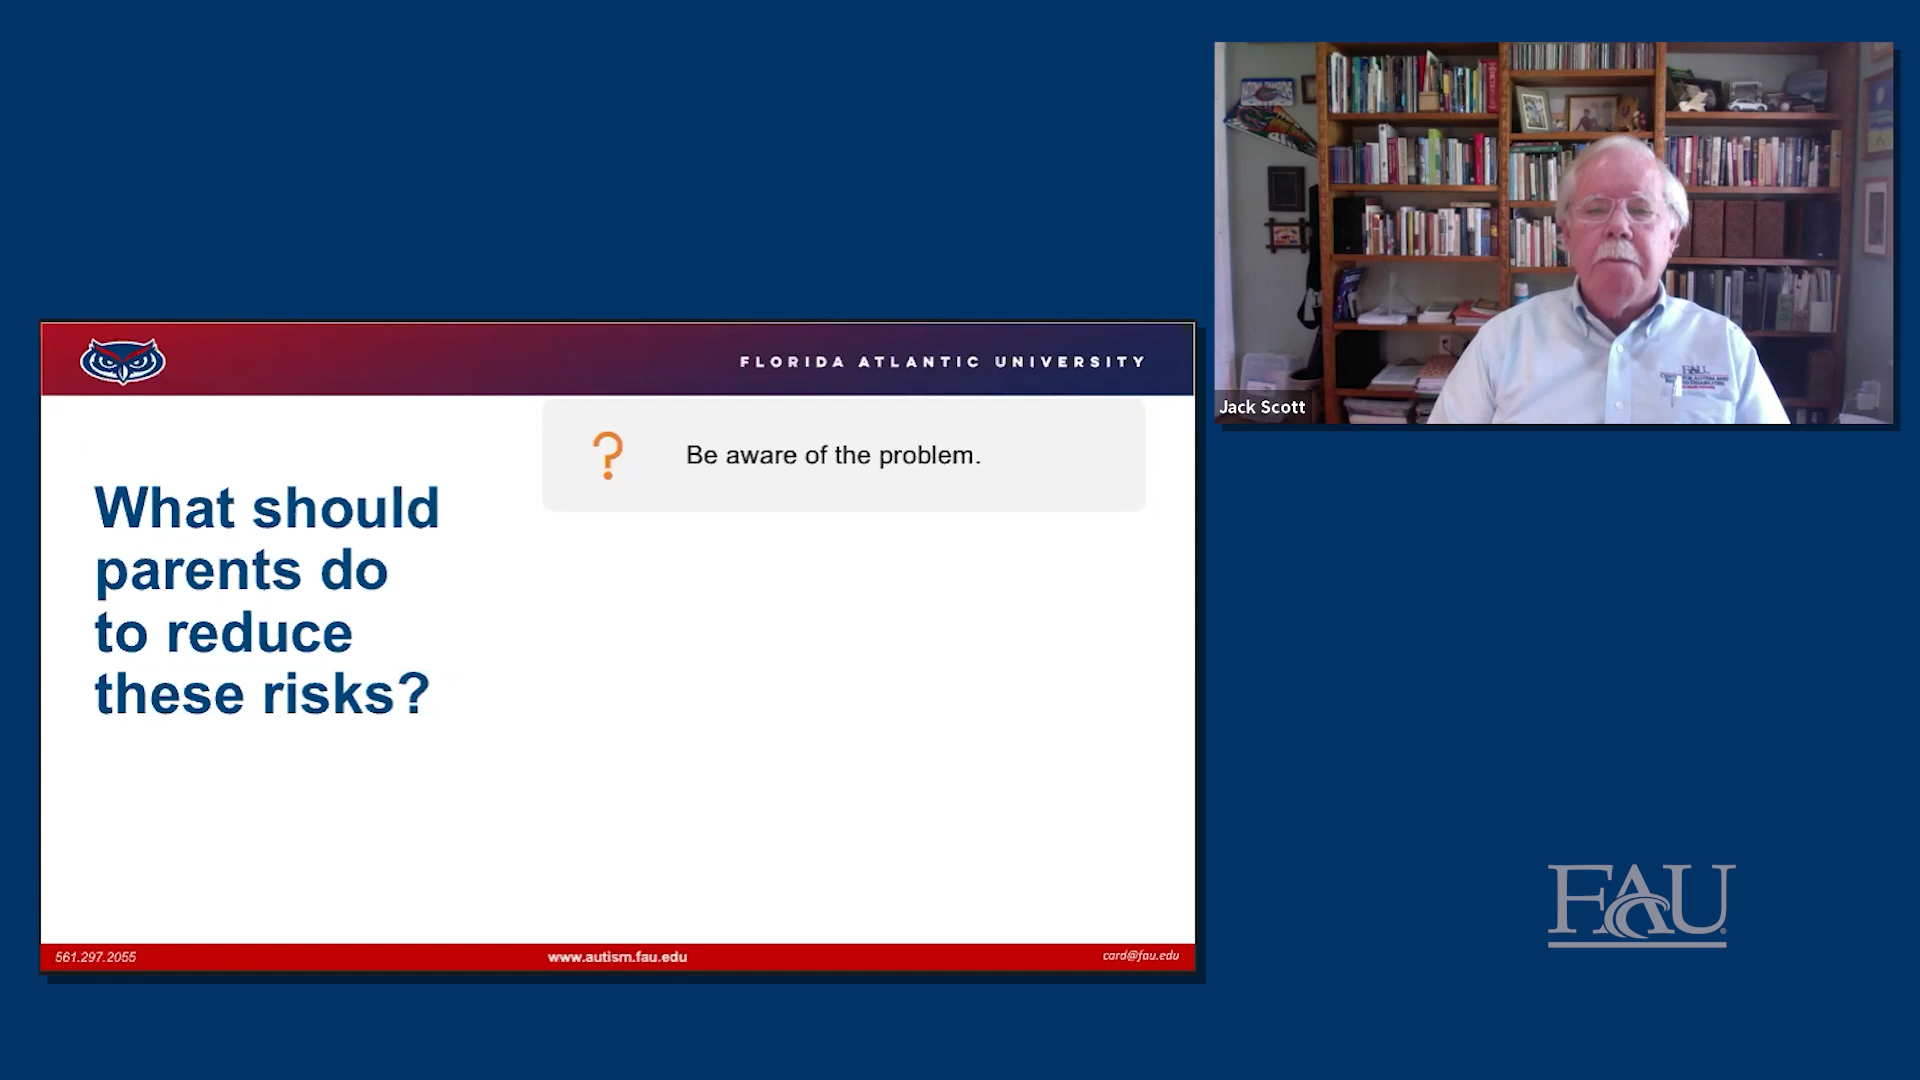 FLORIDA ATLANTIC UNIVERSITY
Be aware of the problem.
What should
parents do
to reduce
these risks?
561.297.2055
www.autism.fau.edu
card@fau.edu
Jack Scott
FAU
FAU